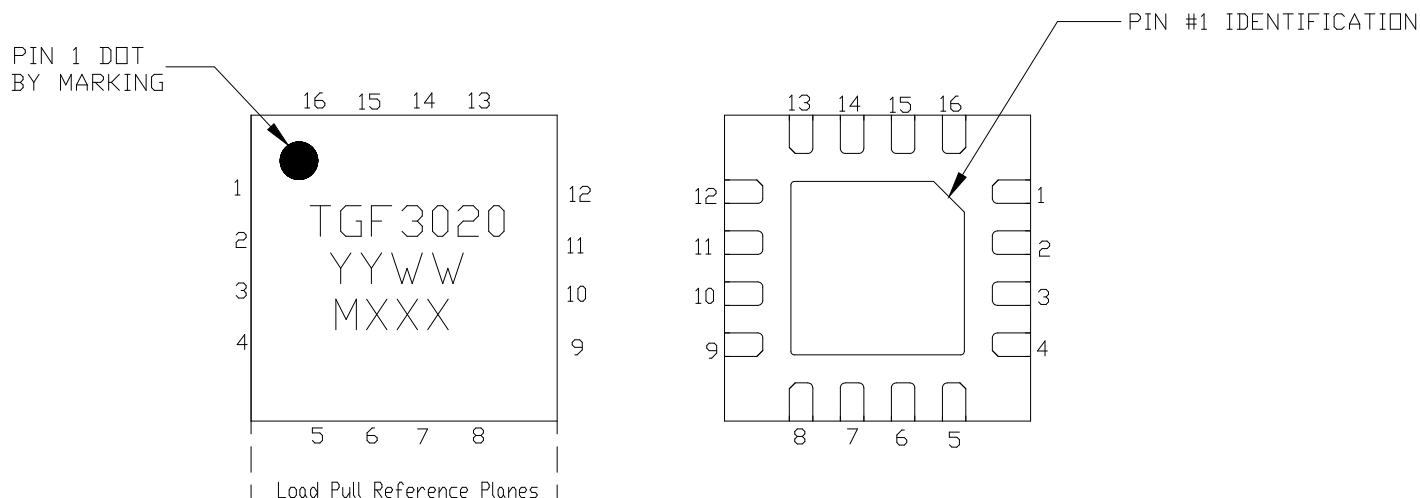 PIN #1 IDENTIFICATION
PIN 1 DOT
BY MARKING
16 15 14 13
13 14 15 16
1
2
3
4
TGF3020
YYWW
MXXX
12
11
10
9
12
11
10
9
1
2
3
4
5 6 7 8
8 7 6 5
Load Pull Reference Planes